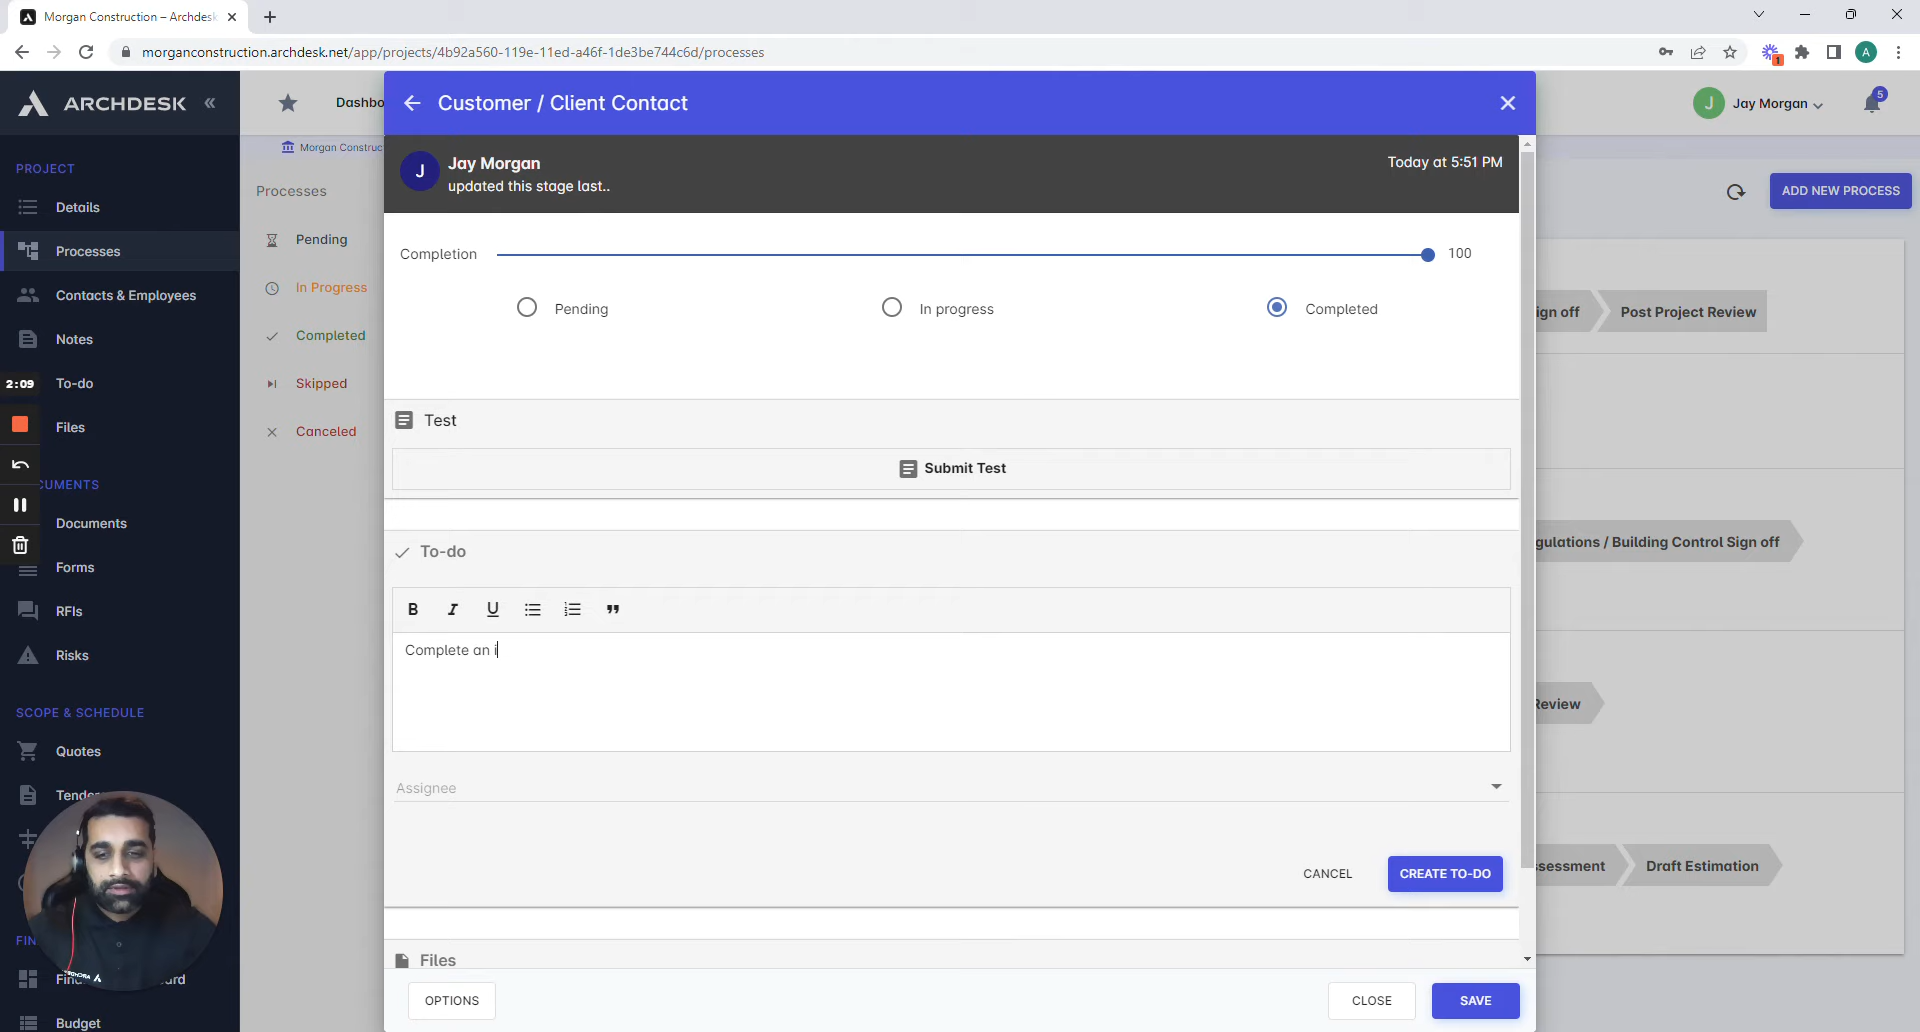 Morgan Construction – Archdesk
morganconstruction.archdesk.net/app/projects/4b92a560-119e-11ed-a46f-1de3be744c6d/processes
1
A
ARCHDESK
«
Dashbo
Customer / Client Contact
J
Jay Morgan
5
Morgan Construc
PROJECT
Details
Processes
Contacts & Employees
Notes
2:09
To-do
Files
CUMENTS
Documents
Forms
RFIs
Risks
SCOPE & SCHEDULE
Quotes
Tender
FIN
Fin
ard
Budget
Processes
Pending
In Progress
Completed
Skipped
Canceled
J
Jay Morgan
updated this stage last..
Today at 5:51 PM
Completion
100
Pending
In progress
Completed
Test
Submit Test
To-do
B I U
Complete an i
Assignee
CANCEL
CREATE TO-DO
Files
OPTIONS
CLOSE
SAVE
ADD NEW PROCESS
ign off
Post Project Review
gulations / Building Control Sign off
Review
sessment
Draft Estimation